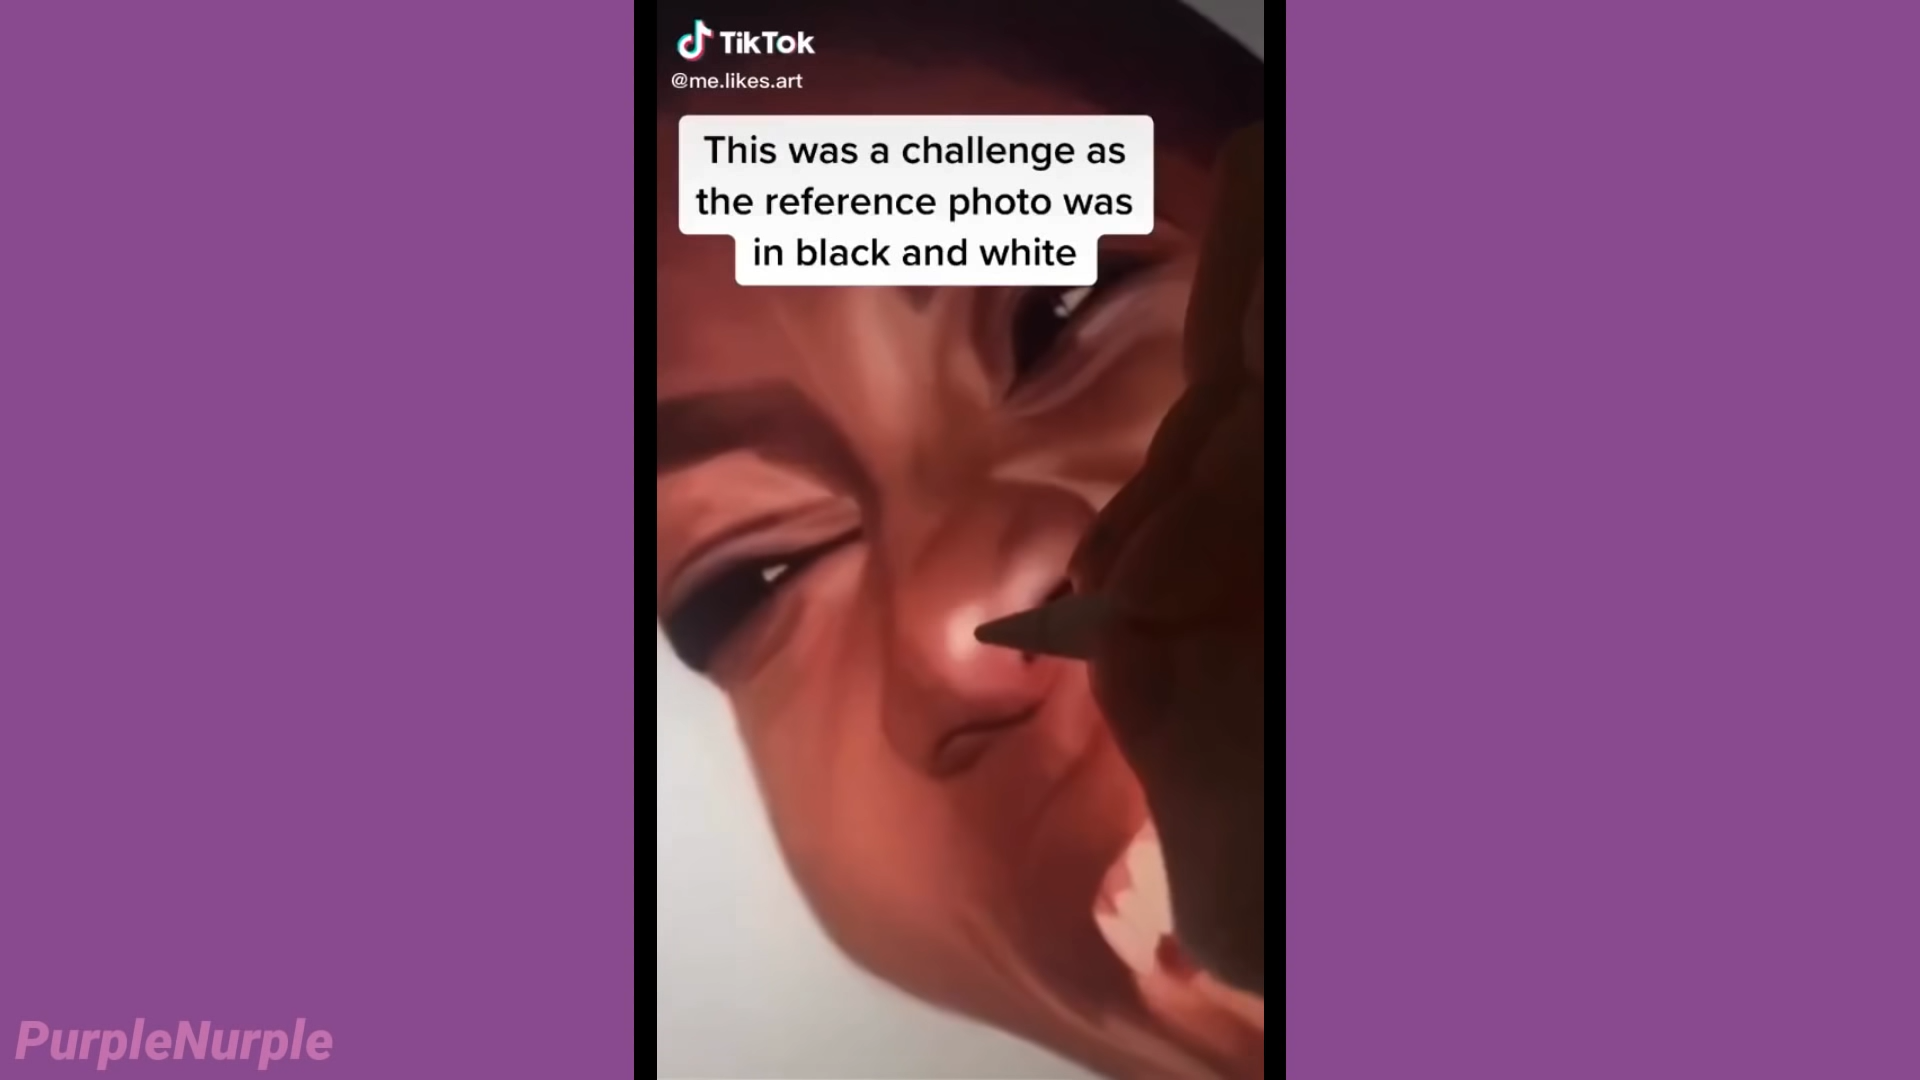 TikTok
@me.likes.art
This was a challenge as
the reference photo was
in black and white
PurpleNurple